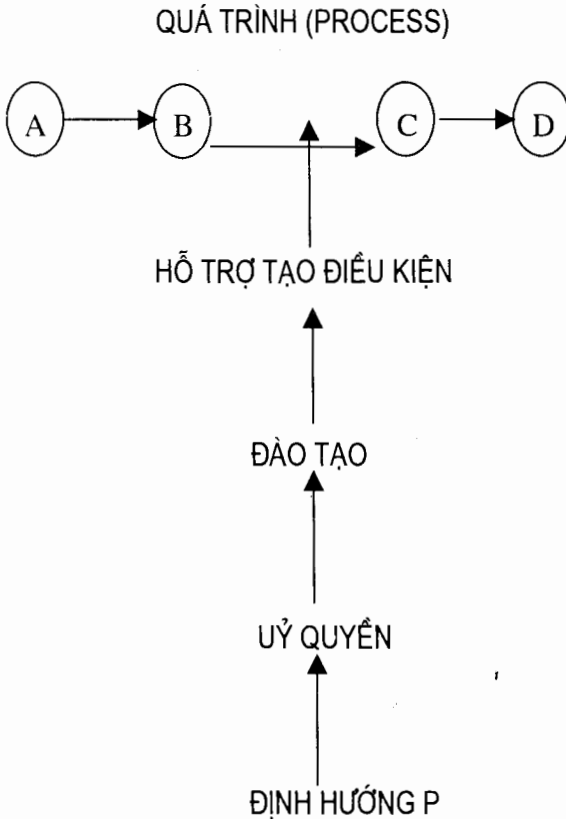 QUÁ TRÌNH (PROCESS)
A B C D
HỖ TRỢ TẠO ĐIỀU KIỆN
ĐÀO TẠO
UỶ QUYỀN
ĐỊNH HƯỚNG P